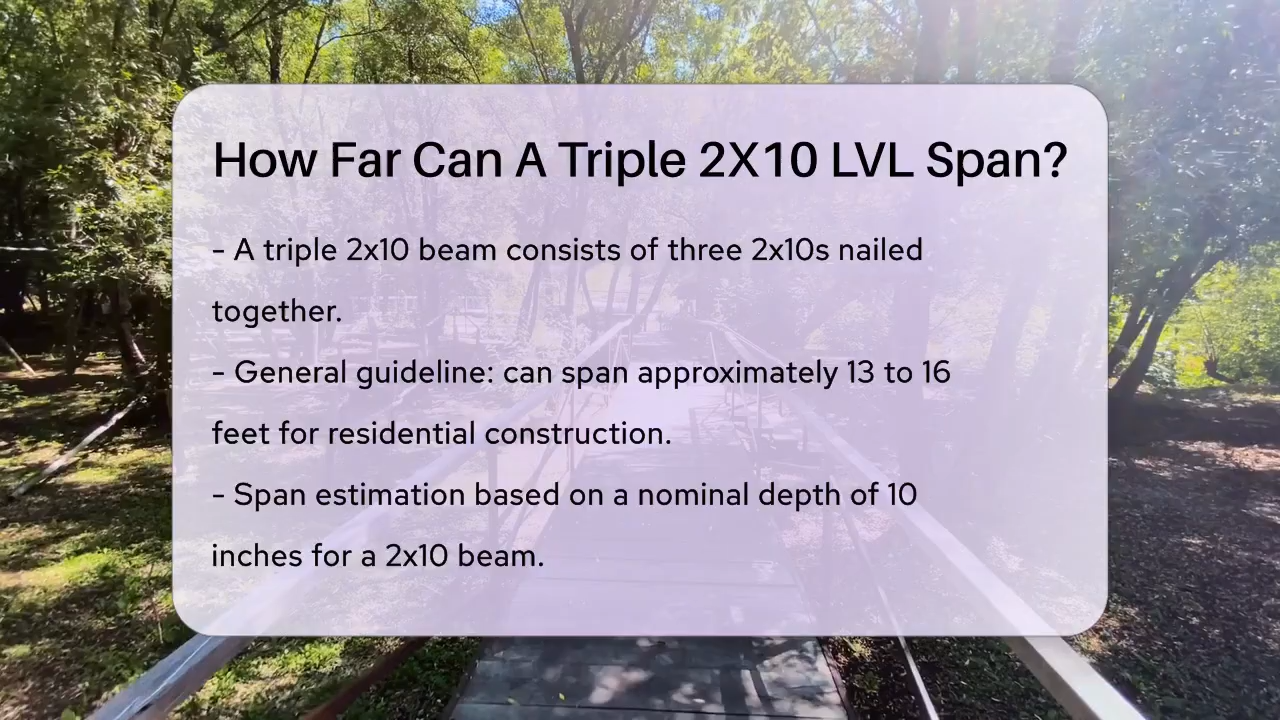 How Far Can A Triple 2X10 LVL Span?
- A triple 2x10 beam consists of three 2x10s nailed
together.
- General guideline: can span approximately 13 to 16
feet for residential construction.
- Span estimation based on a nominal depth of 10
inches for a 2x10 beam.